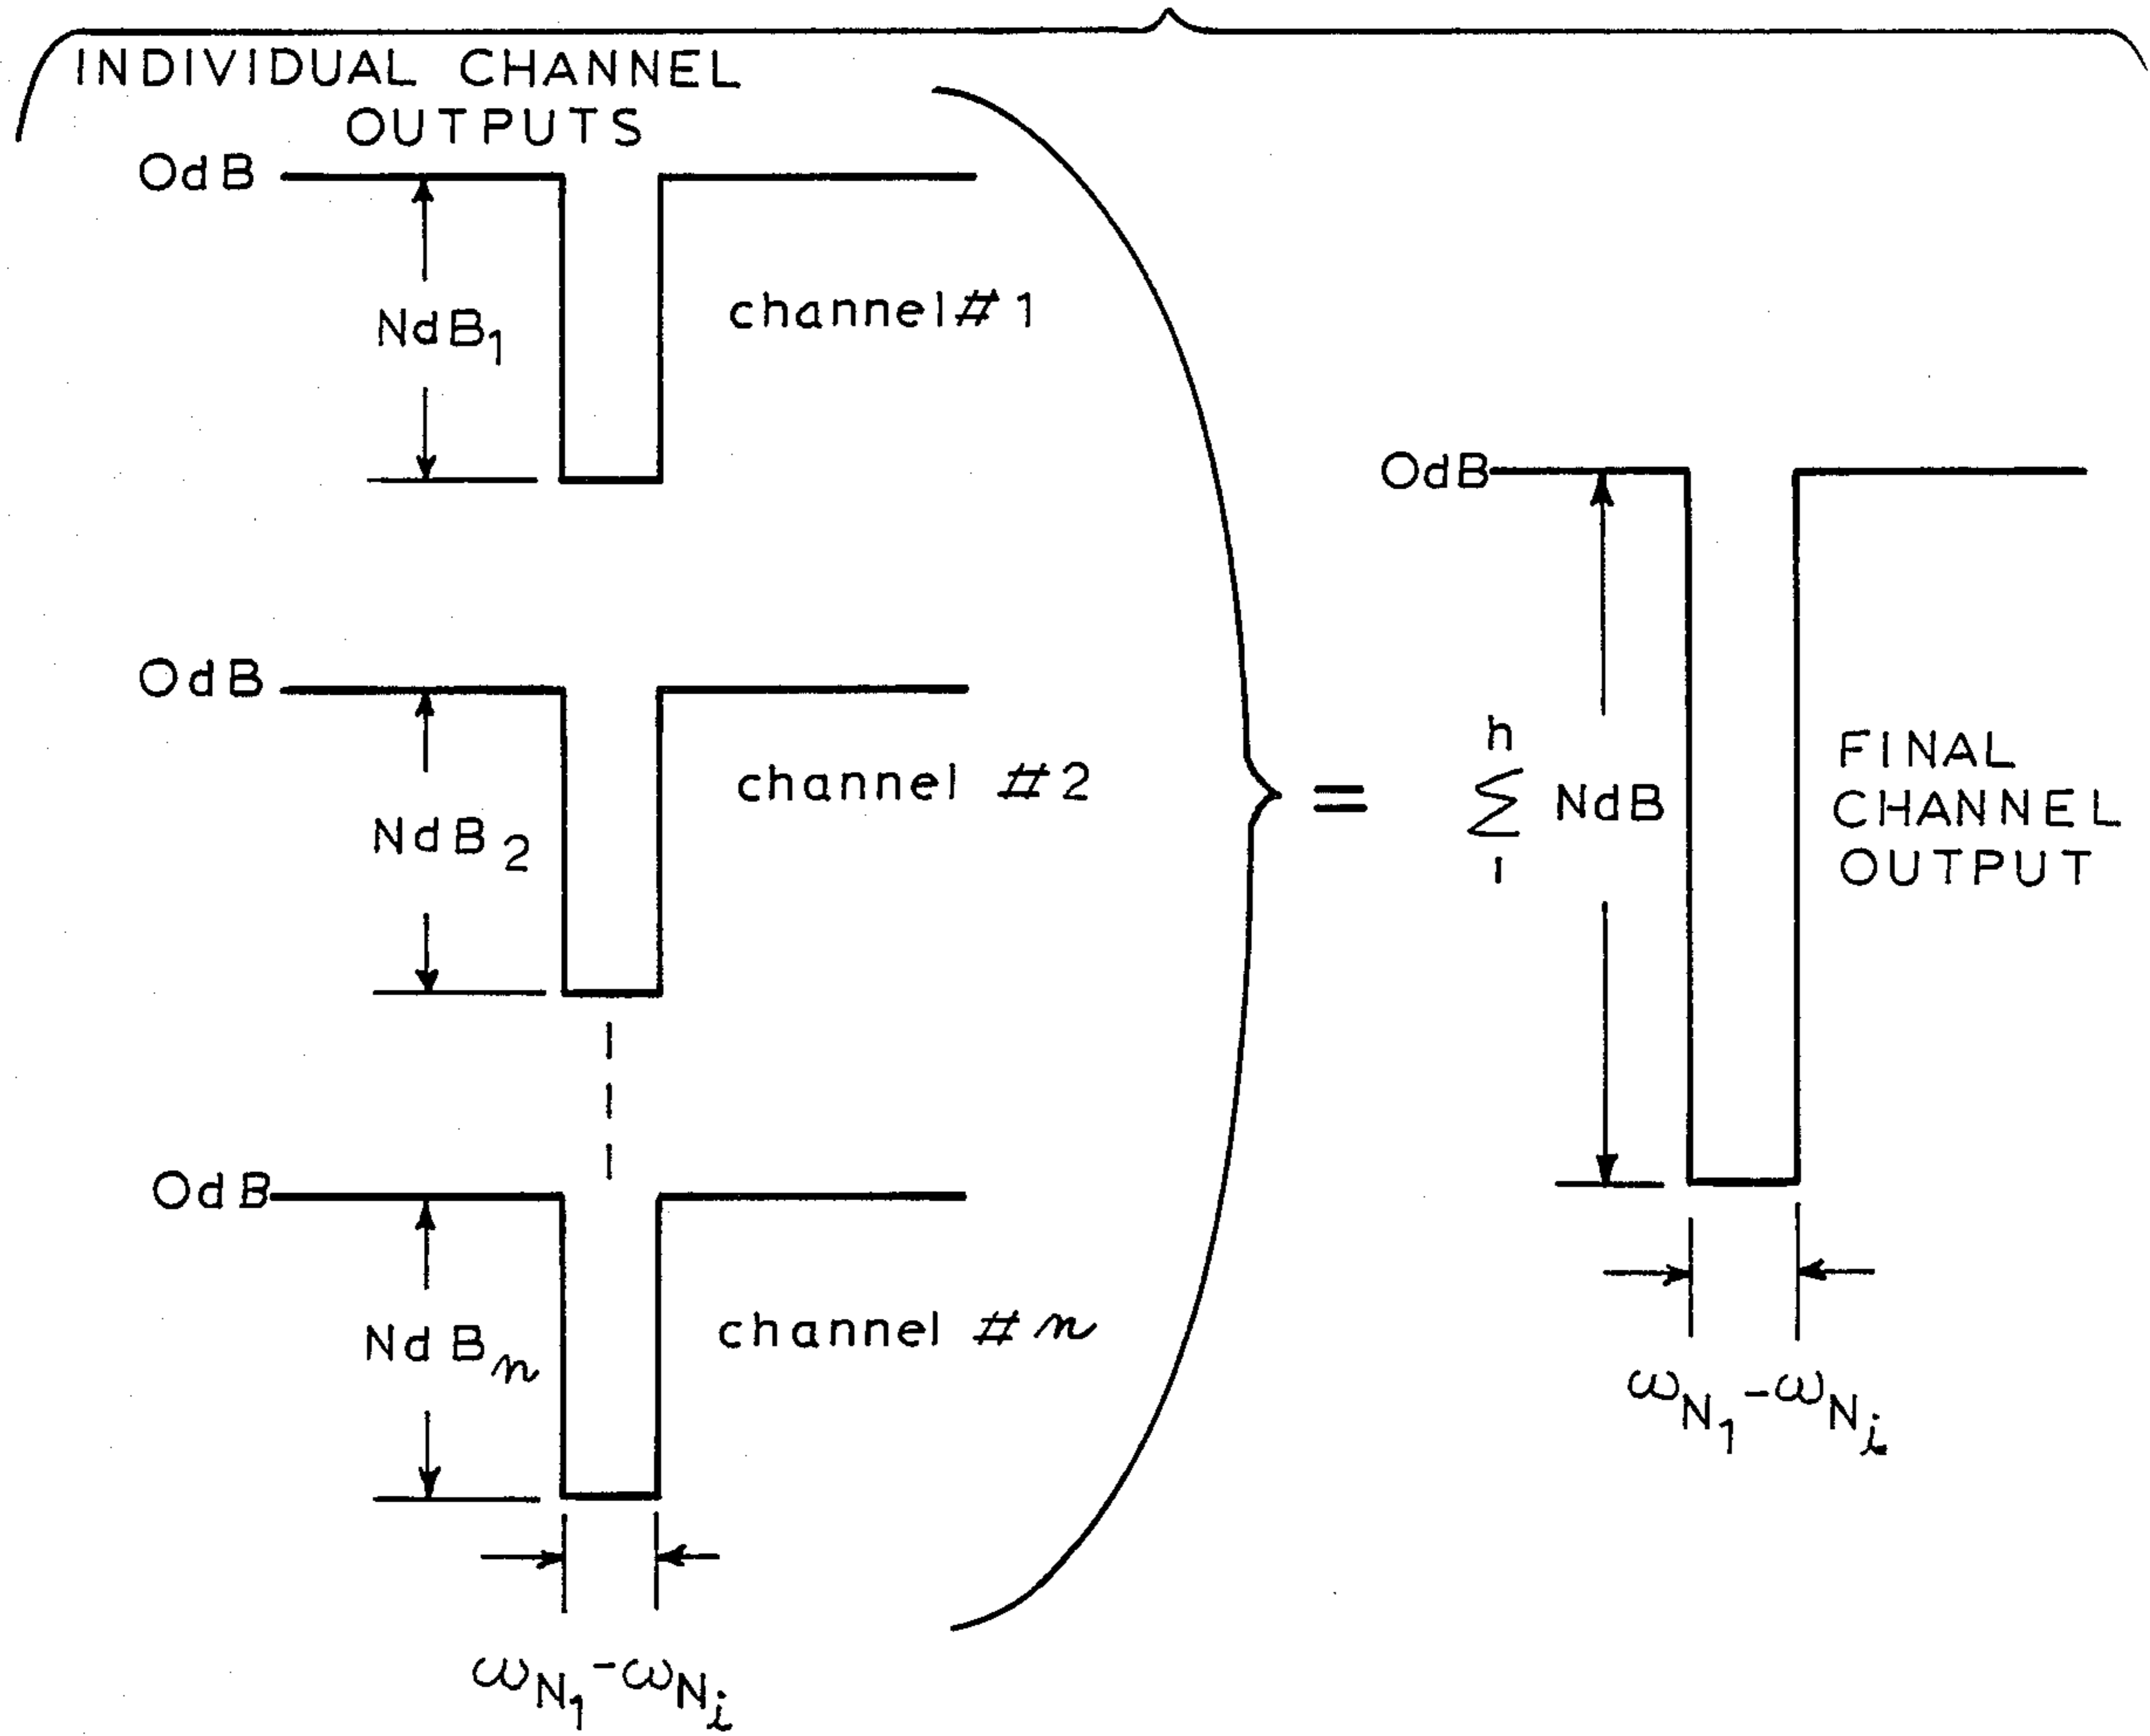 INDIVIDUAL CHANNEL
OUTPUTS
OdB
NdB1
channel #1
OdB
NdB2
channel #2
OdB
NdBn
channel #n
ωN1-ωNi
=
OdB
h
Σ NdB
1
FINAL
CHANNEL
OUTPUT
ωN1-ωNi